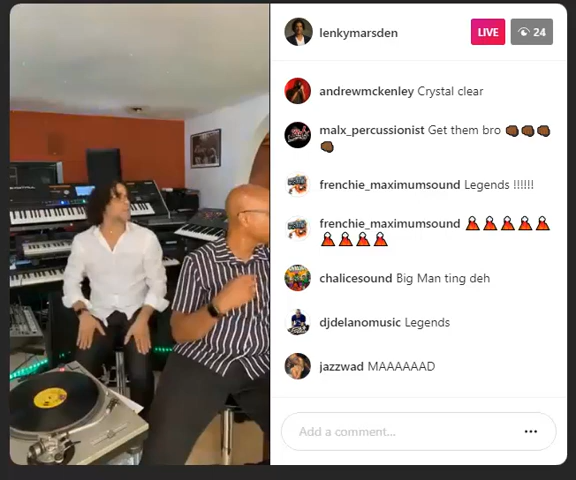 lenkymarsden
LIVE
24
andrewmckenley Crystal clear
malx_percussionist Get them bro 👊🏾👊🏾👊🏾
👊🏾
frenchie_maximumsound Legends !!!!!!
frenchie_maximumsound 🌋🌋🌋🌋🌋
🌋🌋🌋🌋
chalicesound Big Man ting deh
djdelanomusic Legends
jazzwad MAAAAAAD
Add a comment...